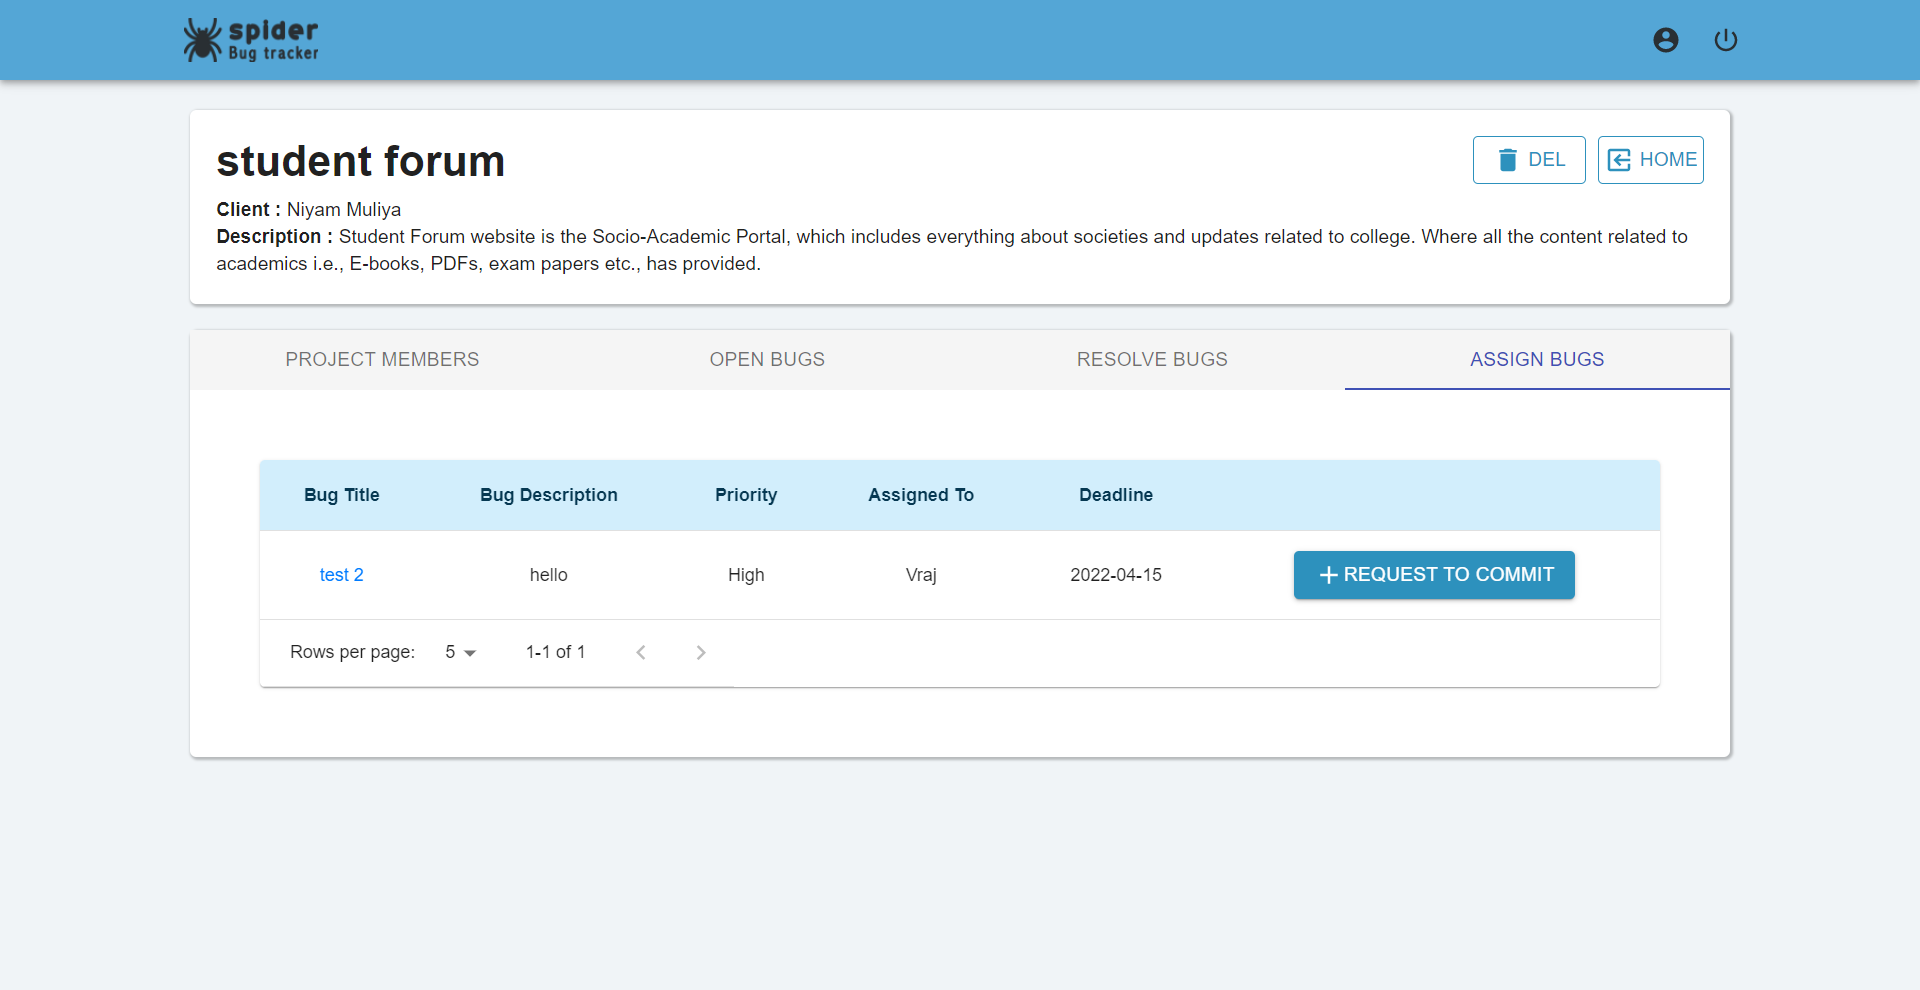 spider
Bug tracker
student forum
DEL
HOME
Client : Niyam Muliya
Description : Student Forum website is the Socio-Academic Portal, which includes everything about societies and updates related to college. Where all the content related to
academics i.e., E-books, PDFs, exam papers etc., has provided.
PROJECT MEMBERS
OPEN BUGS
RESOLVE BUGS
ASSIGN BUGS
Bug Title
Bug Description
Priority
Assigned To
Deadline
test 2
hello
High
Vraj
2022-04-15
+ REQUEST TO COMMIT
Rows per page:
5
1-1 of 1